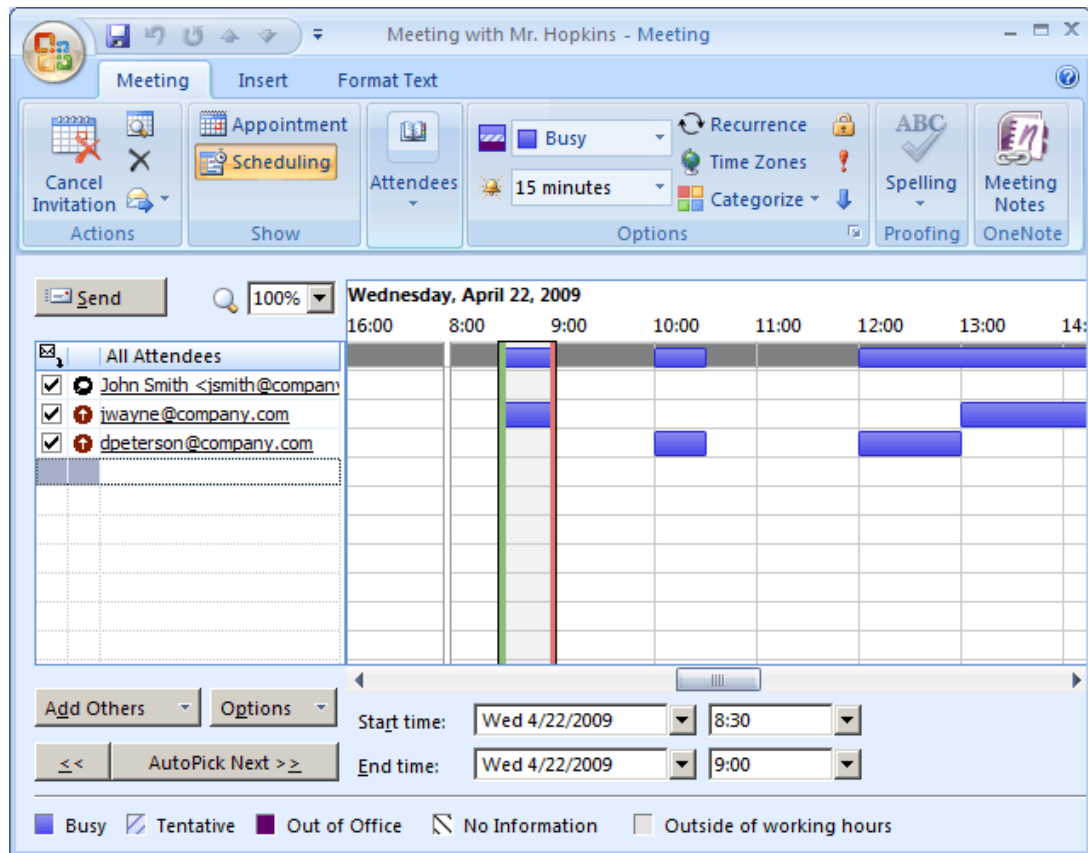 Meeting with Mr. Hopkins - Meeting
Meeting Insert Format Text
Cancel Invitation
Actions
Appointment
Scheduling
Show
Attendees
Busy
15 minutes
Recurrence
Time Zones
Categorize
Options
ABC
Spelling
Proofing
Meeting Notes
OneNote
Send
100%
Wednesday, April 22, 2009
16:00 8:00 9:00 10:00 11:00 12:00 13:00 14:
All Attendees
John Smith <jsmith@company
jwayne@company.com
dpeterson@company.com
Add Others Options
<< AutoPick Next >>
Start time: Wed 4/22/2009 8:30
End time: Wed 4/22/2009 9:00
Busy Tentative Out of Office No Information Outside of working hours